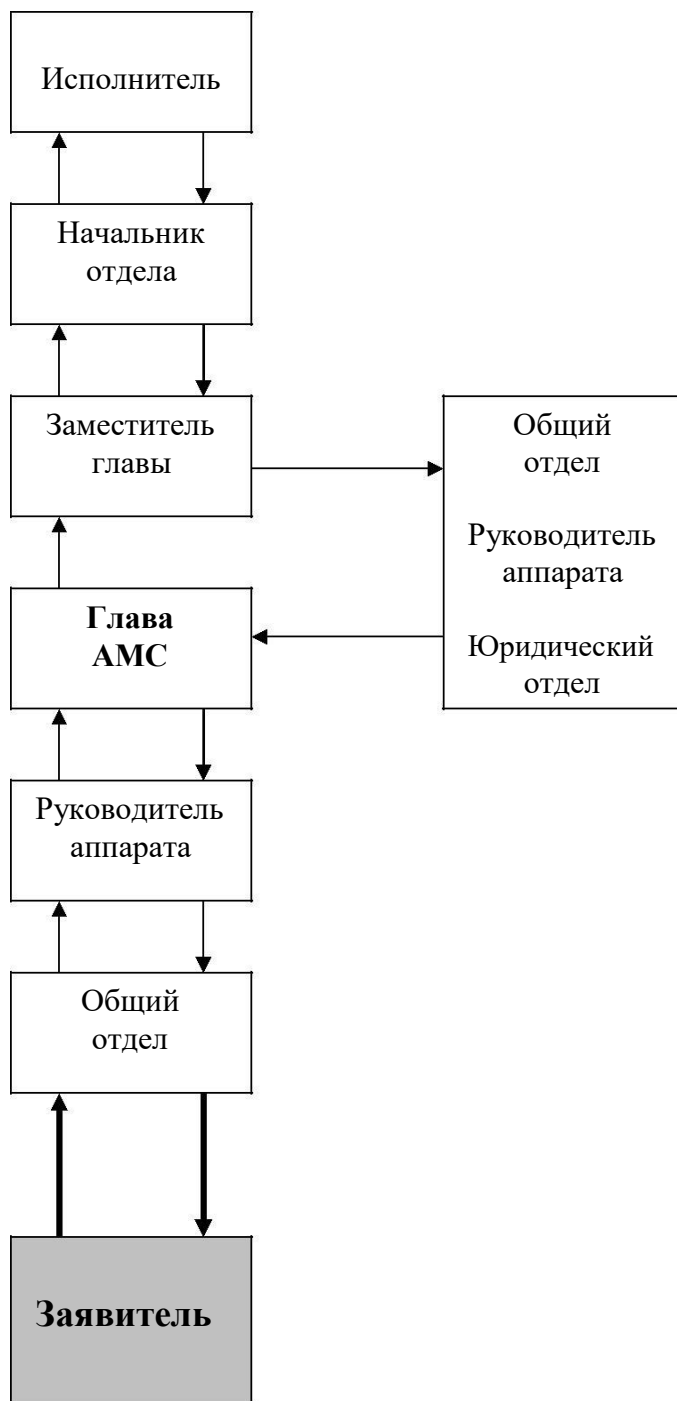 Исполнитель
Начальник
отдела
Заместитель
главы
Общий
отдел
Руководитель
аппарата
Юридический
отдел
Глава
АМС
Руководитель
аппарата
Общий
отдел
Заявитель